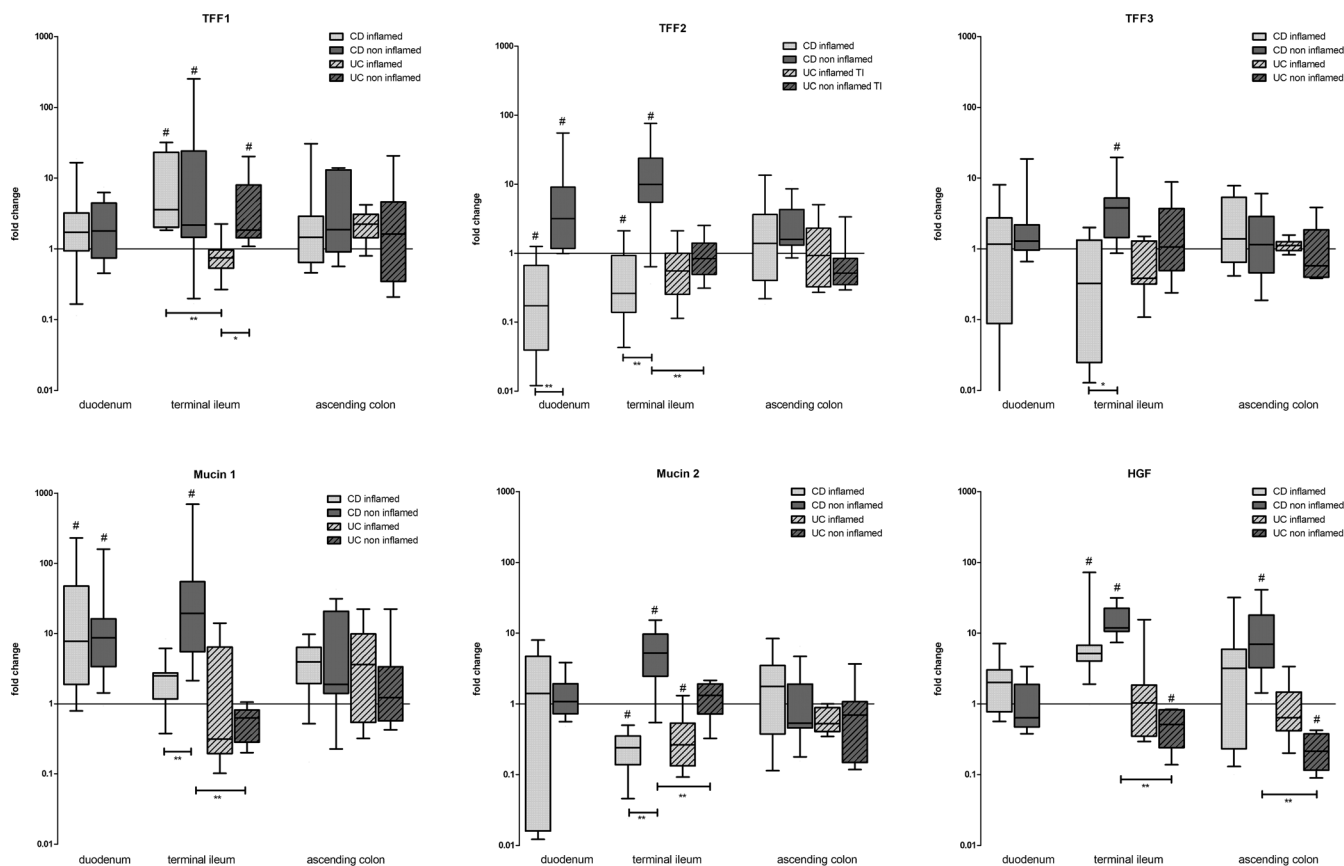 TFF1
CD inflamed
CD non inflamed
UC inflamed
UC non inflamed
fold change
1000
100
10
1
0.1
0.01
# # #
** *
duodenum terminal ileum ascending colon
TFF2
CD inflamed
CD non inflamed
UC inflamed TI
UC non inflamed TI
fold change
1000
100
10
1
0.1
0.01
# # # #
** ** **
duodenum terminal ileum ascending colon
TFF3
CD inflamed
CD non inflamed
UC inflamed
UC non inflamed
fold change
1000
100
10
1
0.1
0.01
#
*
duodenum terminal ileum ascending colon
Mucin 1
CD inflamed
CD non inflamed
UC inflamed
UC non inflamed
fold change
1000
100
10
1
0.1
0.01
# # #
** **
duodenum terminal ileum ascending colon
Mucin 2
CD inflamed
CD non inflamed
UC inflamed
UC non inflamed
fold change
1000
100
10
1
0.1
0.01
# # #
** **
duodenum terminal ileum ascending colon
HGF
CD inflamed
CD non inflamed
UC inflamed
UC non inflamed
fold change
1000
100
10
1
0.1
0.01
# # # # #
** **
duodenum terminal ileum ascending colon